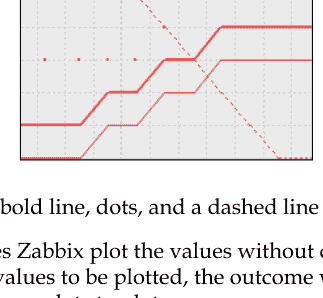 bold line, dots, and a dashed line
es Zabbix plot the values without
values to be plotted, the outcome